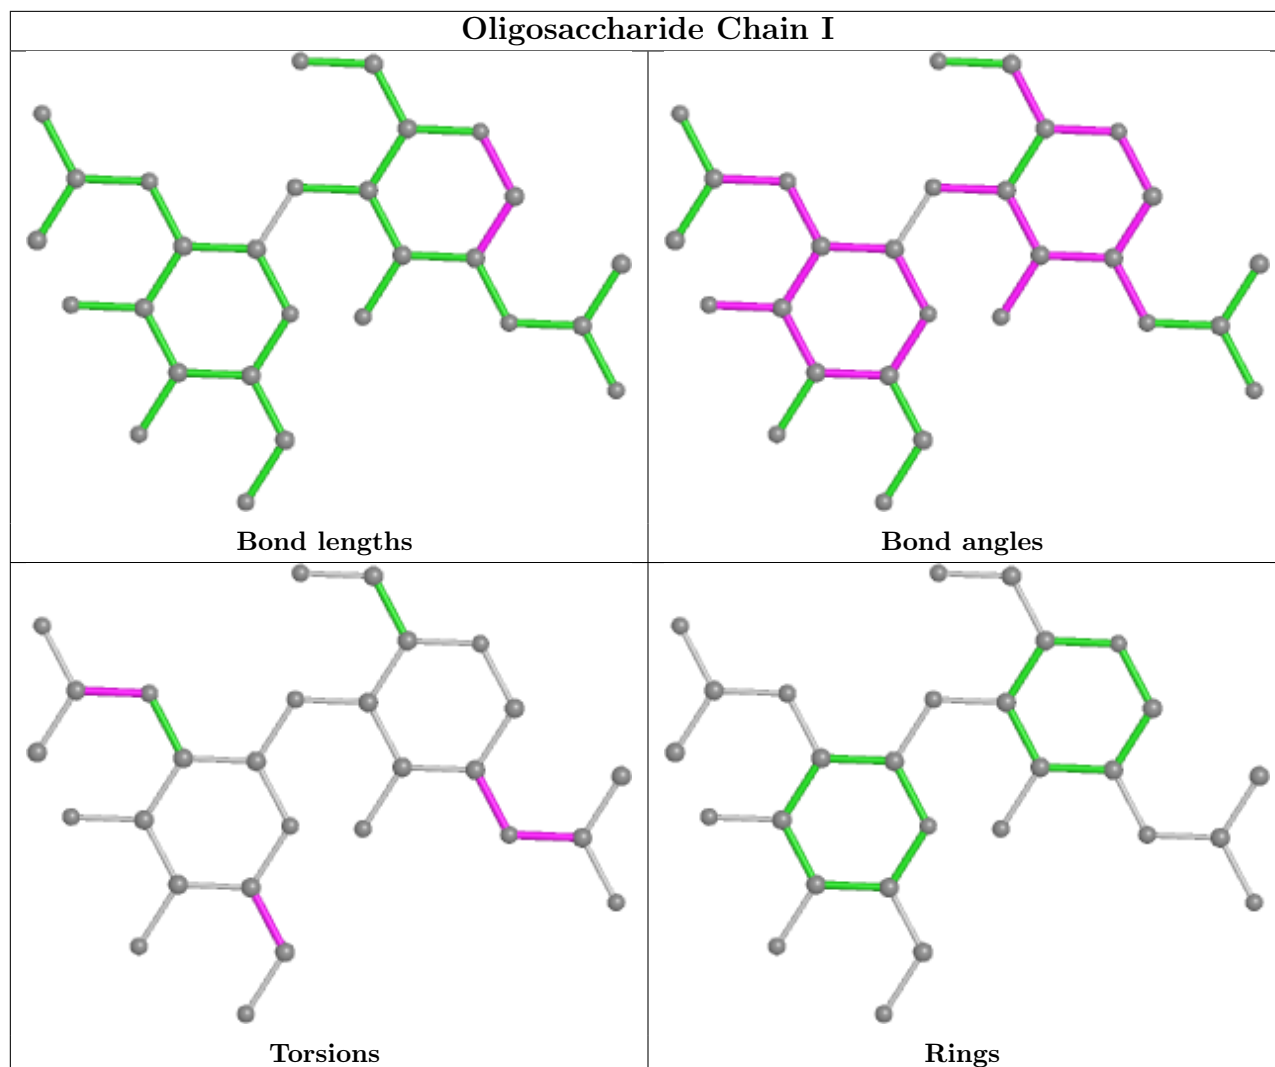 Oligosaccharide Chain I
Bond lengths
Bond angles
Torsions
Rings